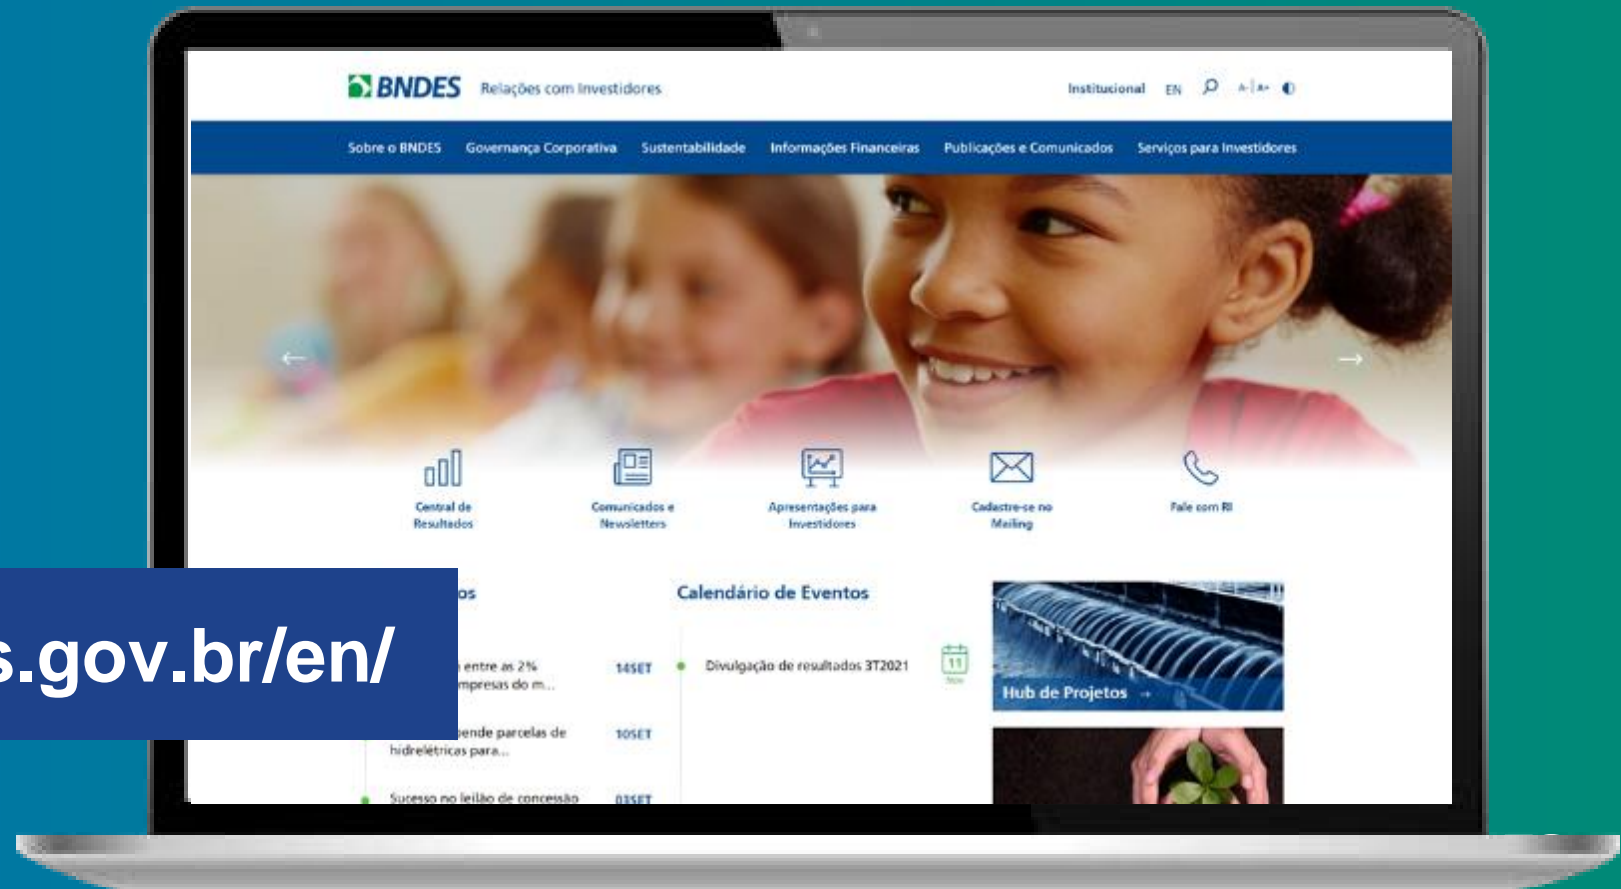 BNDES Relações com Investidores
Institucional EN A- | A+
Sobre o BNDES Governança Corporativa Sustentabilidade Informações Financeiras Publicações e Comunicados Serviços para Investidores
Central de
Resultados
Comunicados e
Newsletters
Apresentações para
Investidores
Cadastre-se no
Mailing
Fale com RI
os
entre as 2%
mpresas do m...
14SET
pende parcelas de
hidrelétricas para...
10SET
Sucesso no leilão de concessão
03SET
Calendário de Eventos
Divulgação de resultados 3T2021
11
Nov
Hub de Projetos →
s.gov.br/en/